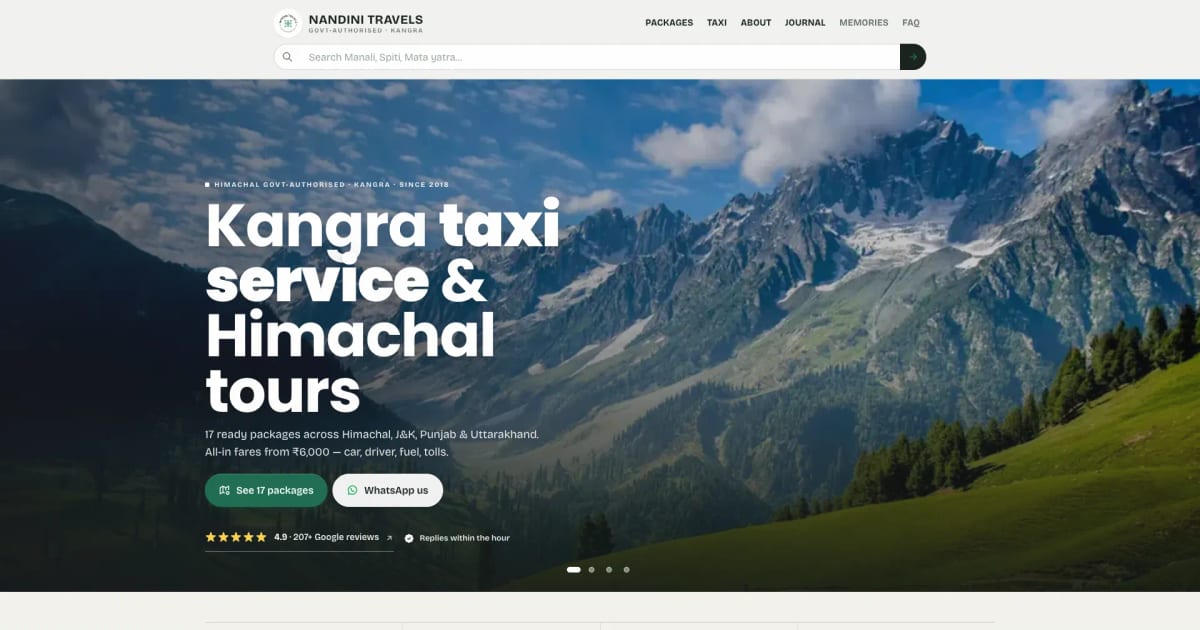 NANDINI TRAVELS
GOVT-AUTHORISED · KANGRA
PACKAGES TAXI ABOUT JOURNAL MEMORIES FAQ
Search Manali, Spiti, Mata yatra...
HIMACHAL GOVT-AUTHORISED · KANGRA · SINCE 2018
Kangra taxi
service &
Himachal
tours
17 ready packages across Himachal, J&K, Punjab & Uttarakhand.
All-in fares from ₹6,000 — car, driver, fuel, tolls.
See 17 packages WhatsApp us
4.9 · 207+ Google reviews Replies within the hour